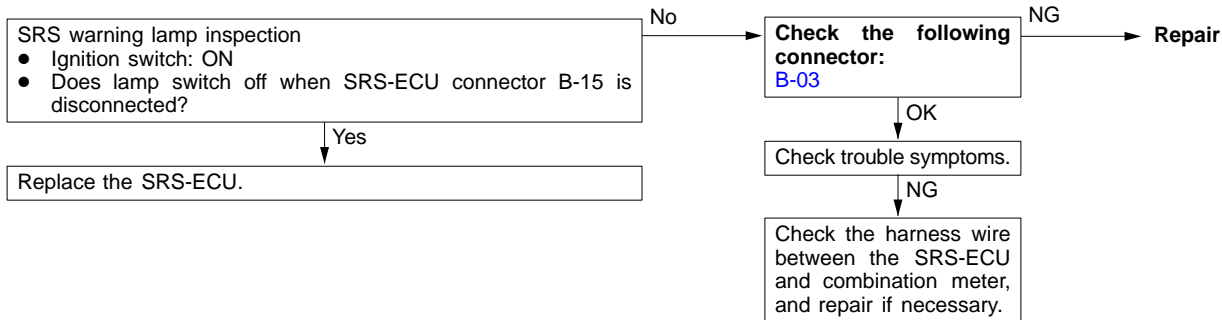 SRS warning lamp inspection
● Ignition switch: ON
● Does lamp switch off when SRS-ECU connector B-15 is
disconnected?
No
Check the following
connector:
B-03
NG
Repair
Yes
OK
Replace the SRS-ECU.
Check trouble symptoms.
NG
Check the harness wire
between the SRS-ECU
and combination meter,
and repair if necessary.